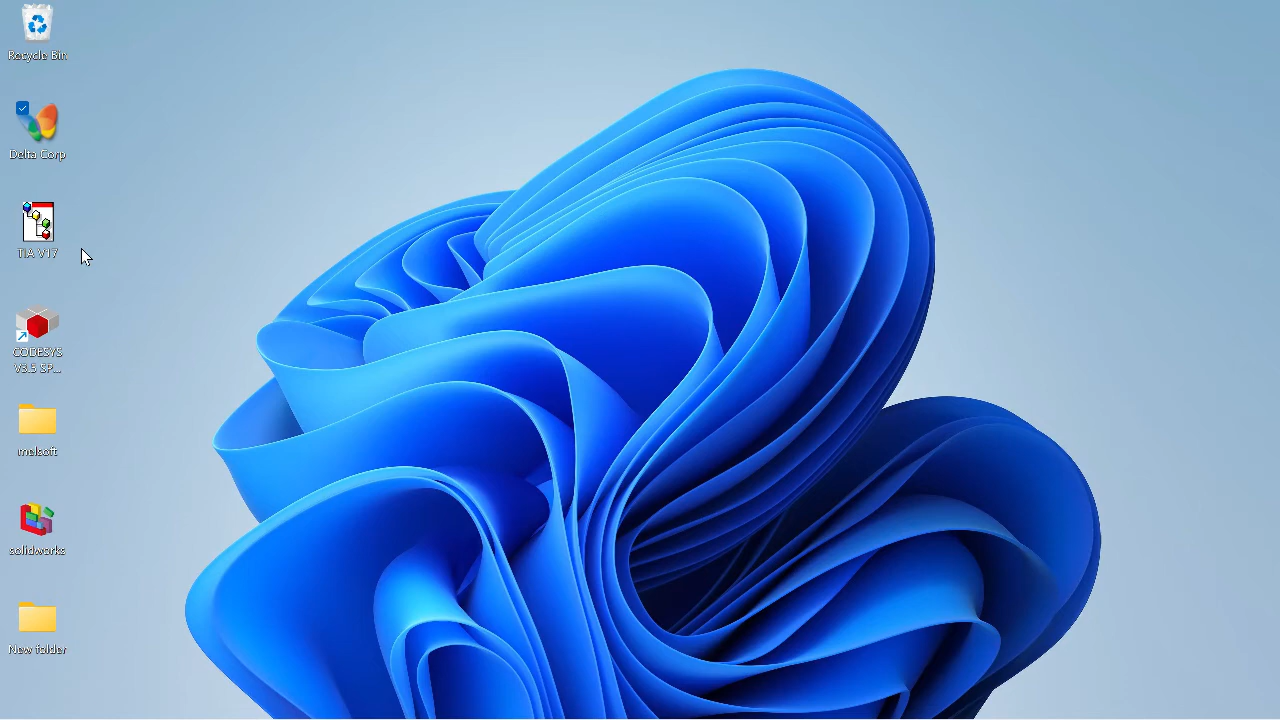 Recycle Bin
Delta Corp
TIA V17
CODESYS
V3.5 SP...
melsoft
solidworks
New folder